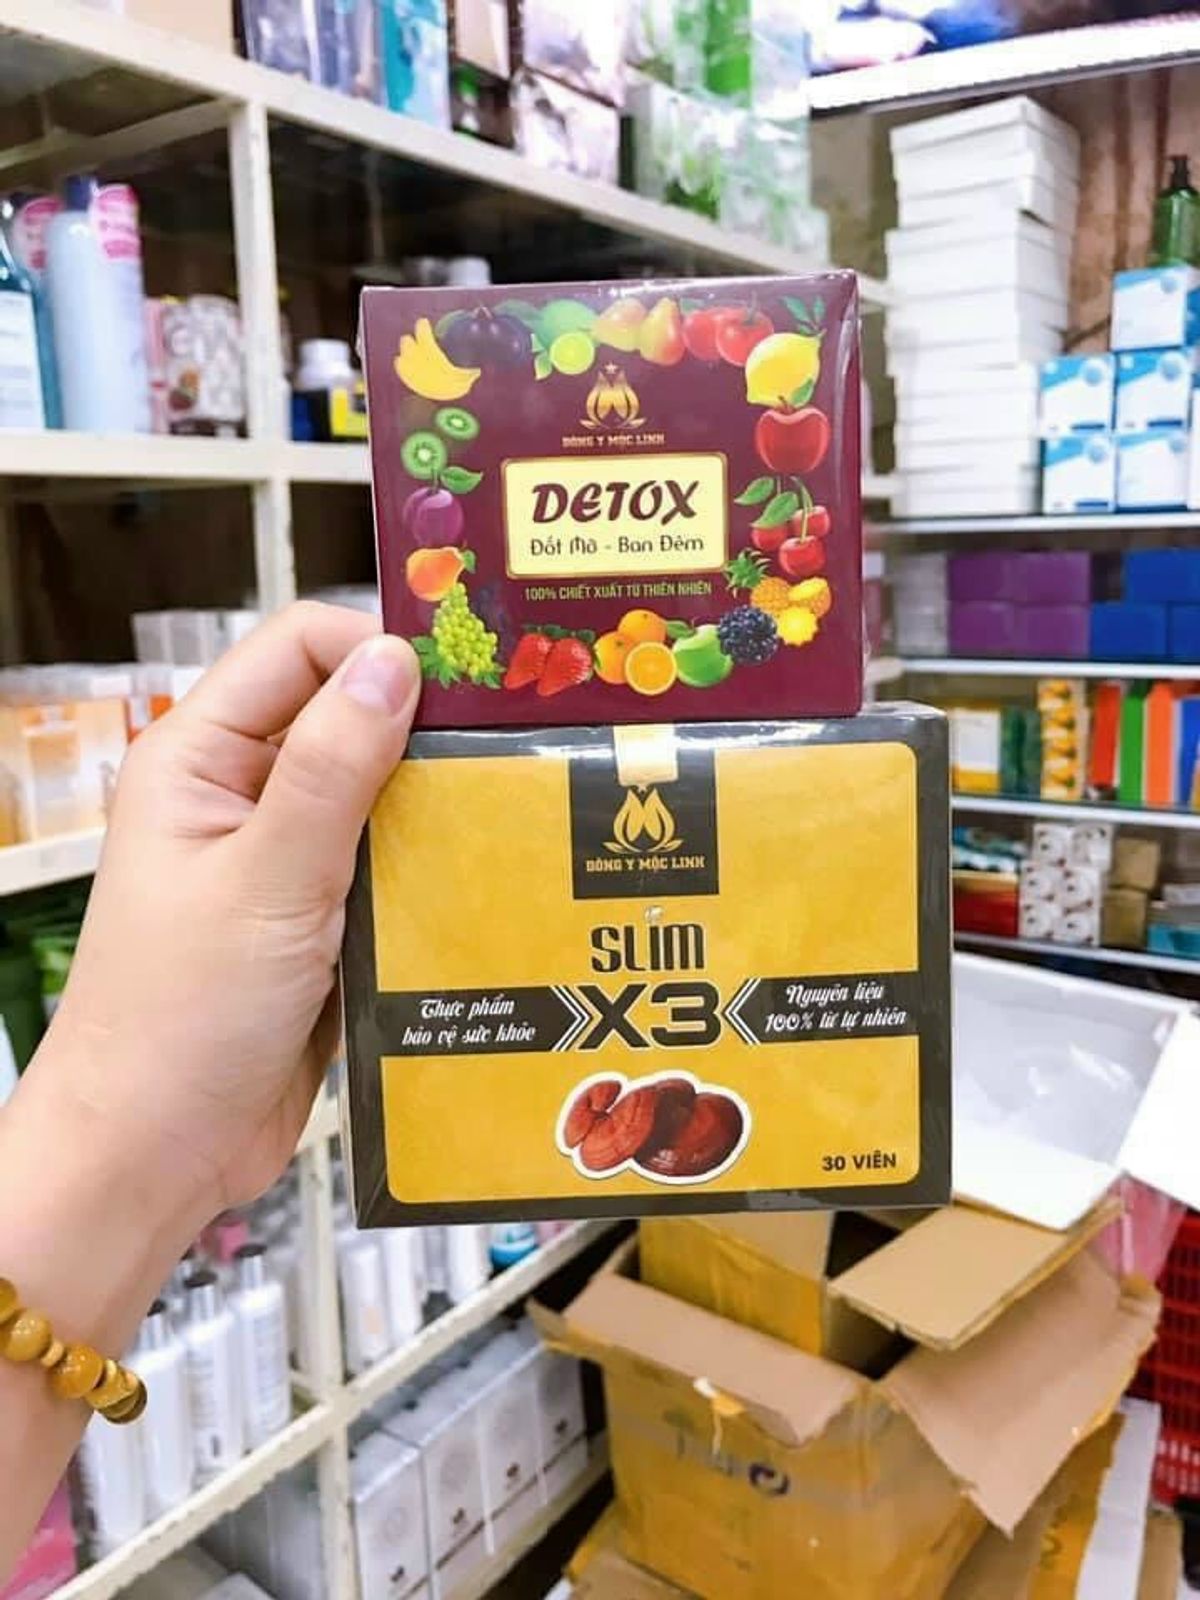 ĐÔNG Y MỘC LINH
DETOX
Đốt Mỡ - Ban Đêm
100% CHIẾT XUẤT TỪ THIÊN NHIÊN
ĐÔNG Y MỘC LINH
SLIM
X3
Thực phẩm
bảo vệ sức khỏe
Nguyên liệu
100% từ tự nhiên
30 VIÊN